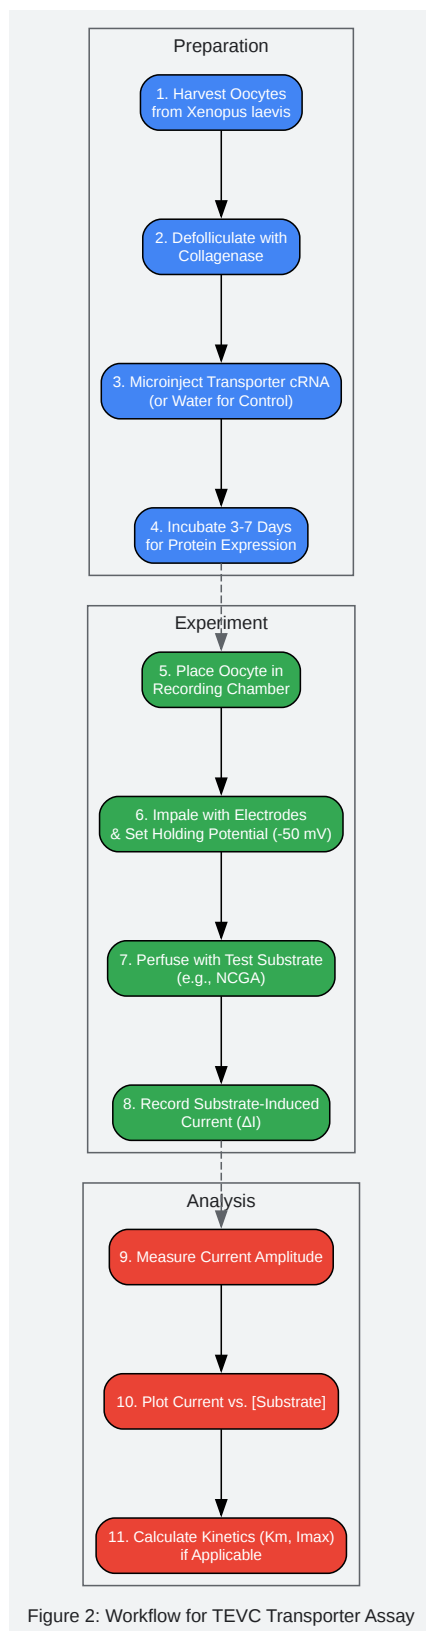 Preparation
1. Harvest Oocytes
from Xenopus laevis
2. Defolliculate with
Collagenase
3. Microinject Transporter cRNA
(or Water for Control)
4. Incubate 3-7 Days
for Protein Expression
Experiment
5. Place Oocyte in
Recording Chamber
6. Impale with Electrodes
& Set Holding Potential (-50 mV)
7. Perfuse with Test Substrate
(e.g., NCGA)
8. Record Substrate-Induced
Current (ΔI)
Analysis
9. Measure Current Amplitude
10. Plot Current vs. [Substrate]
11. Calculate Kinetics (Km, Imax)
if Applicable
Figure 2: Workflow for TEVC Transporter Assay